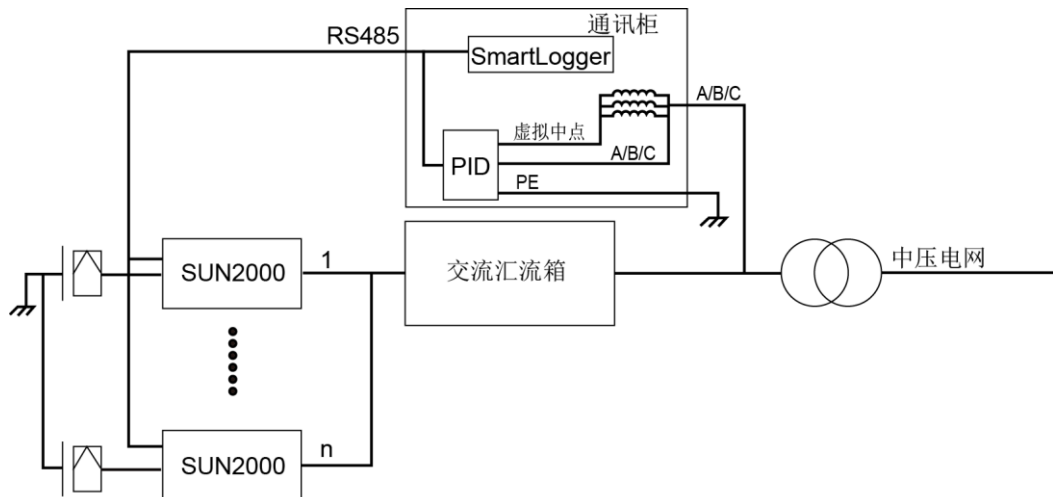 通讯柜
RS485
SmartLogger
A/B/C
虚拟中点
A/B/C
PID
PE
SUN2000
1
交流汇流箱
中压电网
SUN2000
n